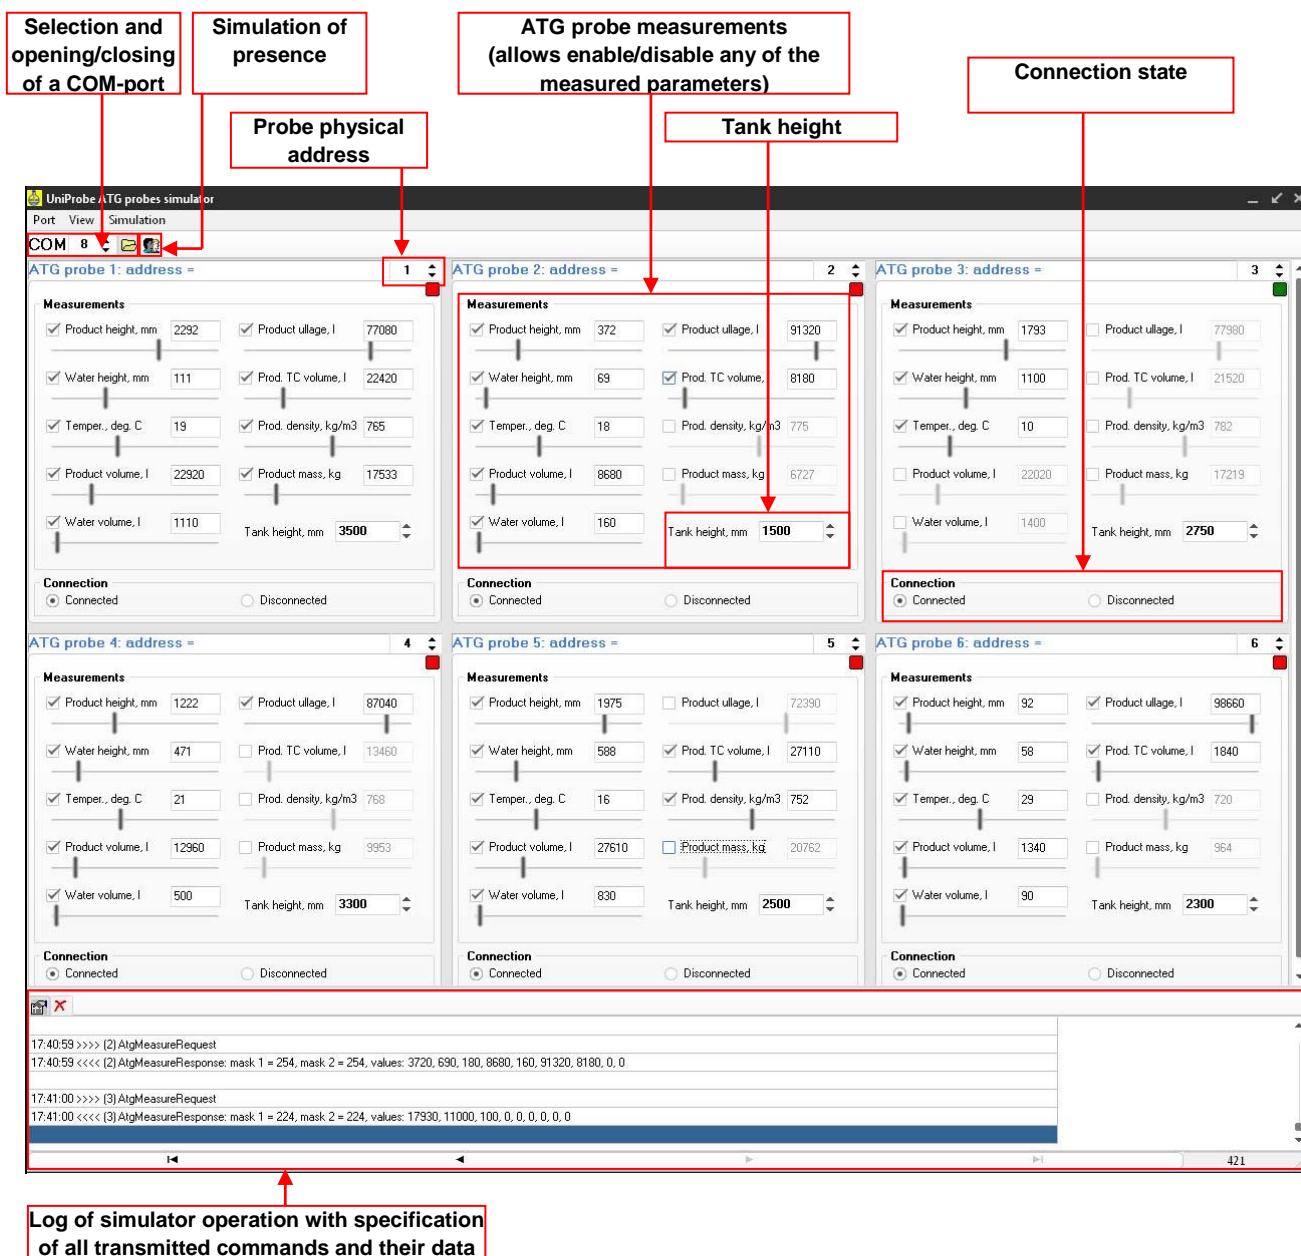 Selection and
opening/closing
of a COM-port
Simulation of
presence
ATG probe measurements
(allows enable/disable any of the
measured parameters)
Connection state
Probe physical
address
Tank height
UniProbe ATG probes simulator
Port View Simulation
COM 8
ATG probe 1: address = 1
Measurements
Product height, mm 2292 Product ullage, l 77080
Water height, mm 111 Prod. TC volume, l 22420
Temper., deg. C 19 Prod. density, kg/m3 765
Product volume, l 22920 Product mass, kg 17533
Water volume, l 1110 Tank height, mm 3500
Connection
Connected Disconnected
ATG probe 2: address = 2
Measurements
Product height, mm 372 Product ullage, l 91320
Water height, mm 69 Prod. TC volume, 8180
Temper., deg. C 18 Prod. density, kg/m3 775
Product volume, l 8680 Product mass, kg 6727
Water volume, l 160 Tank height, mm 1500
Connection
Connected Disconnected
ATG probe 3: address = 3
Measurements
Product height, mm 1793 Product ullage, l 77980
Water height, mm 1100 Prod. TC volume, l 21520
Temper., deg. C 10 Prod. density, kg/m3 782
Product volume, l 22020 Product mass, kg 17219
Water volume, l 1400 Tank height, mm 2750
Connection
Connected Disconnected
ATG probe 4: address = 4
Measurements
Product height, mm 1222 Product ullage, l 87040
Water height, mm 471 Prod. TC volume, l 13460
Temper., deg. C 21 Prod. density, kg/m3 768
Product volume, l 12960 Product mass, kg 9953
Water volume, l 500 Tank height, mm 3300
Connection
Connected Disconnected
ATG probe 5: address = 5
Measurements
Product height, mm 1975 Product ullage, l 72390
Water height, mm 588 Prod. TC volume, l 27110
Temper., deg. C 16 Prod. density, kg/m3 752
Product volume, l 27610 Product mass, kg 20762
Water volume, l 830 Tank height, mm 2500
Connection
Connected Disconnected
ATG probe 6: address = 6
Measurements
Product height, mm 92 Product ullage, l 98660
Water height, mm 58 Prod. TC volume, l 1840
Temper., deg. C 29 Prod. density, kg/m3 720
Product volume, l 1340 Product mass, kg 964
Water volume, l 90 Tank height, mm 2300
Connection
Connected Disconnected
17:40:59 >>>> (2) AtgMeasureRequest
17:40:59 <<<< (2) AtgMeasureResponse: mask 1 = 254, mask 2 = 254, values: 3720, 690, 180, 8680, 160, 91320, 8180, 0, 0
17:41:00 >>>> (3) AtgMeasureRequest
17:41:00 <<<< (3) AtgMeasureResponse: mask 1 = 224, mask 2 = 224, values: 17930, 11000, 100, 0, 0, 0, 0, 0, 0
421
Log of simulator operation with specification
of all transmitted commands and their data